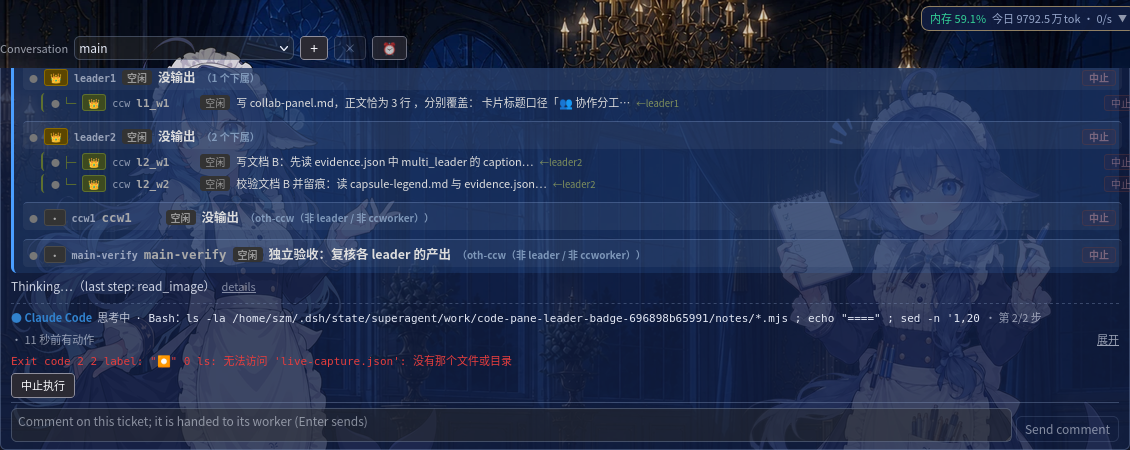 内存 59.1% 今日 9792.5万 tok · 0/s ▼
Conversation main + × ⏰
👑 leader1 空闲 没输出 （1 个下属） 中止
└─ 👑 ccw l1_w1 空闲 写 collab-panel.md，正文恰为 3 行，分别覆盖： 卡片标题口径「👥 协作分工… ←leader1 中止
👑 leader2 空闲 没输出 （2 个下属） 中止
├─ 👑 ccw l2_w1 空闲 写文档 B：先读 evidence.json 中 multi_leader 的 caption… ←leader2 中止
└─ 👑 ccw l2_w2 空闲 校验文档 B 并留痕：读 capsule-legend.md 与 evidence.json… ←leader2 中止
· ccw1 ccw1 空闲 没输出 （oth-ccw（非 leader / 非 ccworker）） 中止
· main-verify main-verify 空闲 独立验收：复核各 leader 的产出 （oth-ccw（非 leader / 非 ccworker）） 中止
Thinking…（last step: read_image） details
Claude Code 思考中 · Bash: ls -la /home/szm/.dsh/state/superagent/work/code-pane-leader-badge-696898b65991/notes/*.mjs ; echo "====" ; sed -n '1,20 · 第 2/2 步
· 11 秒前有动作 展开
Exit code 2 2 label: "⏺" 0 ls: 无法访问 'live-capture.json': 没有那个文件或目录
中止执行
Comment on this ticket; it is handed to its worker (Enter sends)
Send comment